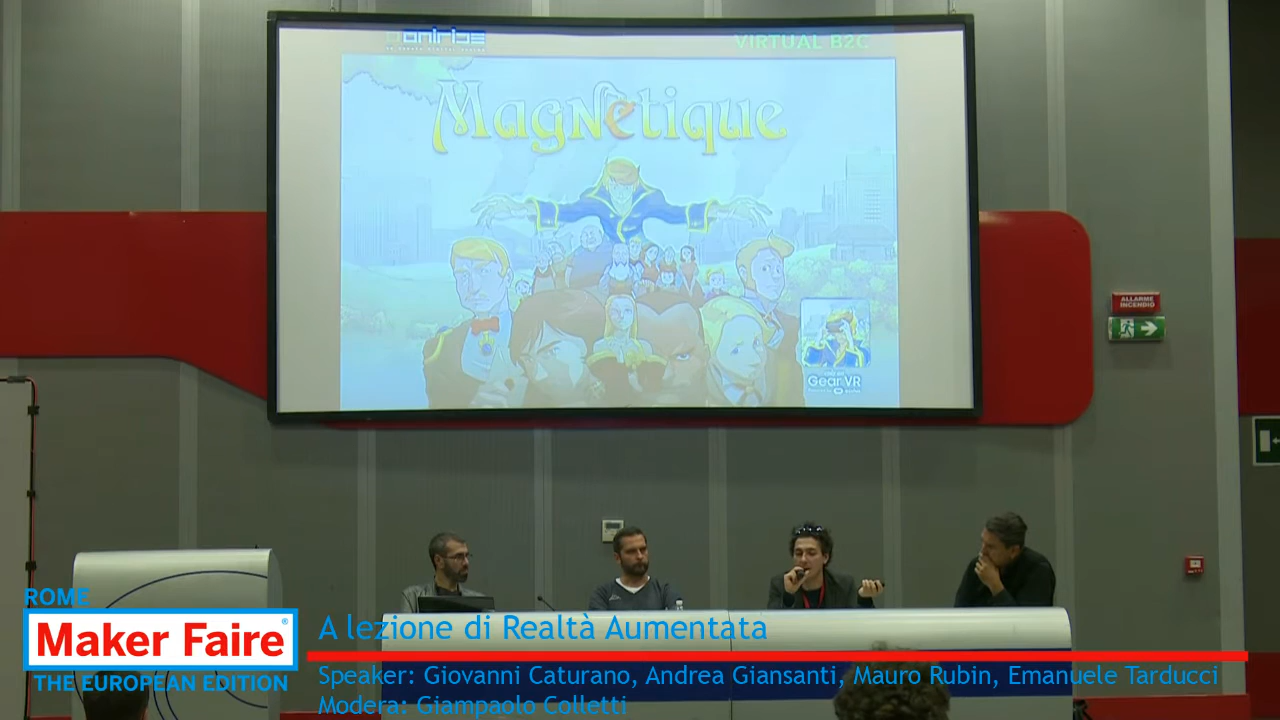 onirica
VIRTUAL B2C
Magnetique
Gear VR
ALLARME
INCENDIO
ROME
Maker Faire®
THE EUROPEAN EDITION
A lezione di Realtà Aumentata
Speaker: Giovanni Caturano, Andrea Giansanti, Mauro Rubin, Emanuele Tarducci
Modera: Giampaolo Colletti